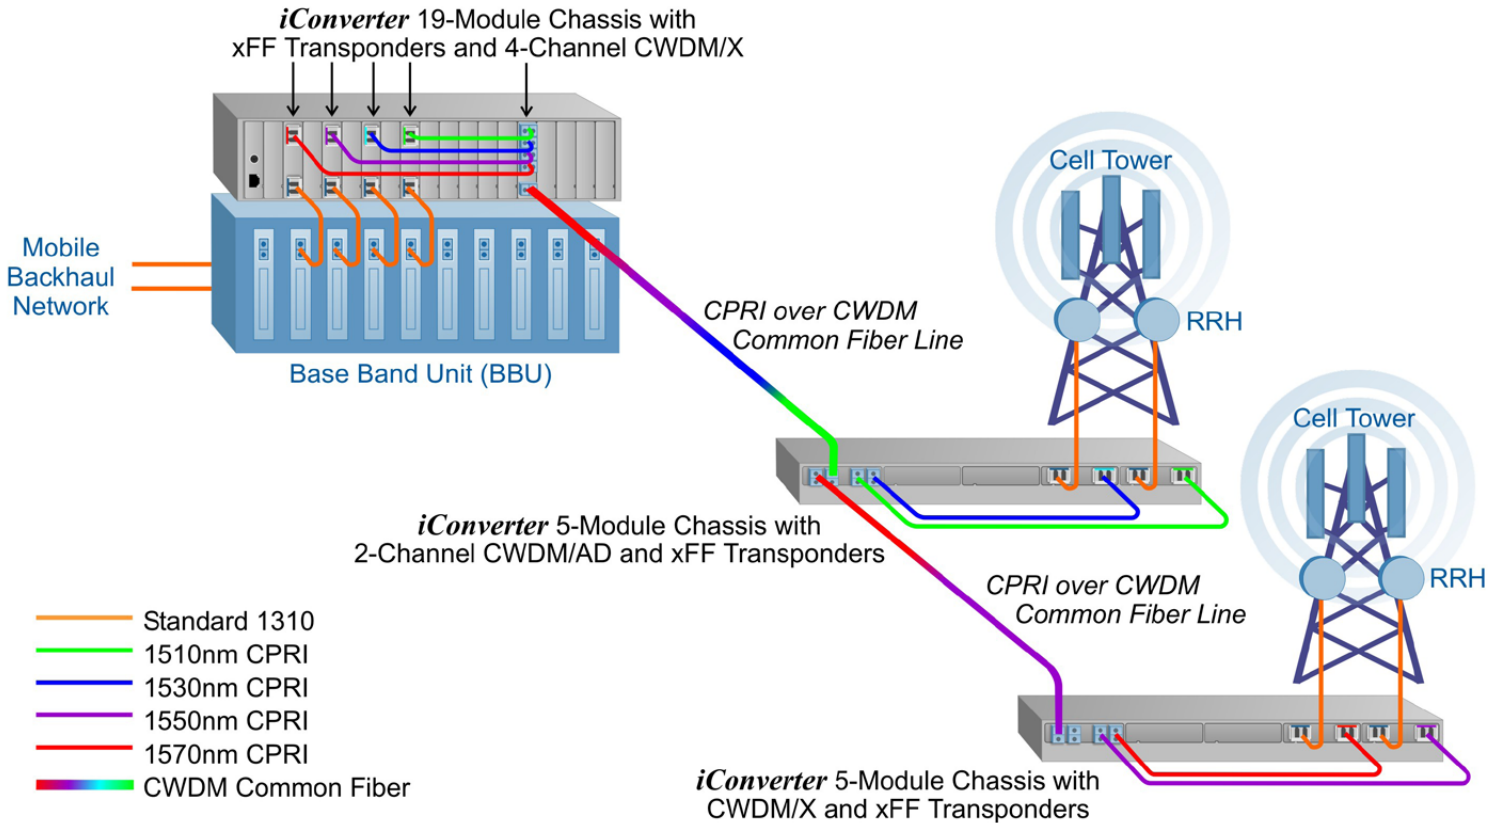 iConverter 19-Module Chassis with
xFF Transponders and 4-Channel CWDM/X
Mobile
Backhaul
Network
Base Band Unit (BBU)
CPRI over CWDM
Common Fiber Line
Cell Tower
RRH
iConverter 5-Module Chassis with
2-Channel CWDM/AD and xFF Transponders
Cell Tower
RRH
CPRI over CWDM
Common Fiber Line
iConverter 5-Module Chassis with
CWDM/X and xFF Transponders
Standard 1310
1510nm CPRI
1530nm CPRI
1550nm CPRI
1570nm CPRI
CWDM Common Fiber